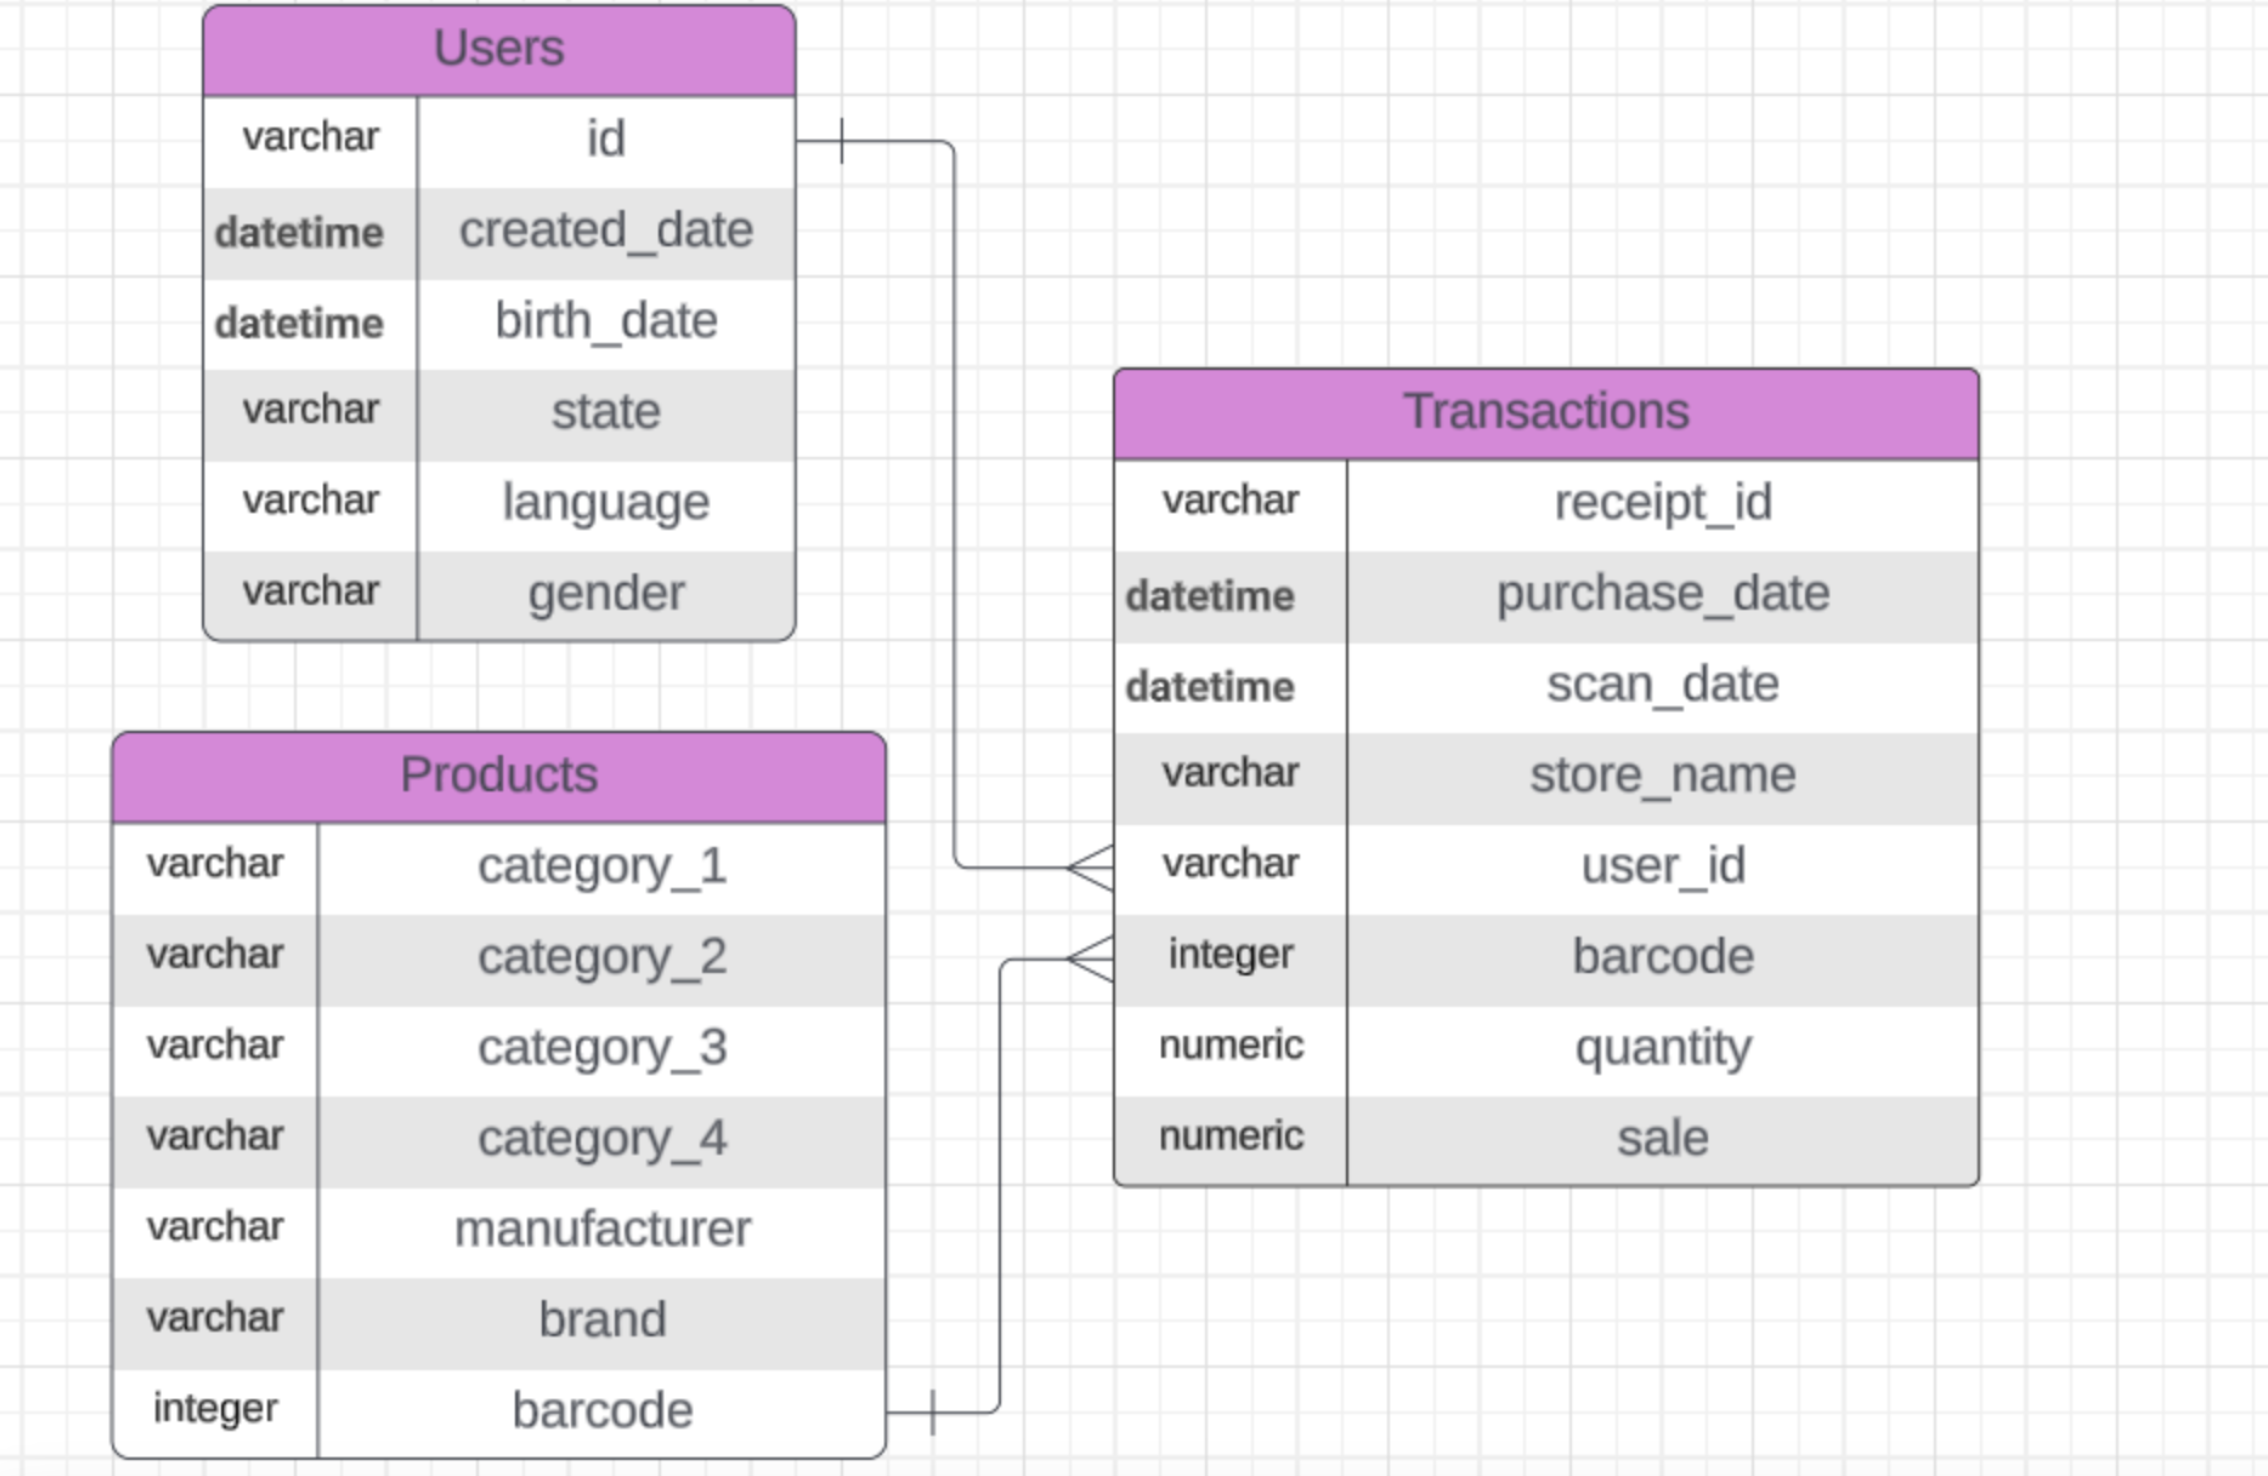 Users
varchar id
datetime created_date
datetime birth_date
varchar state
varchar language
varchar gender
Products
varchar category_1
varchar category_2
varchar category_3
varchar category_4
varchar manufacturer
varchar brand
integer barcode
Transactions
varchar receipt_id
datetime purchase_date
datetime scan_date
varchar store_name
varchar user_id
integer barcode
numeric quantity
numeric sale